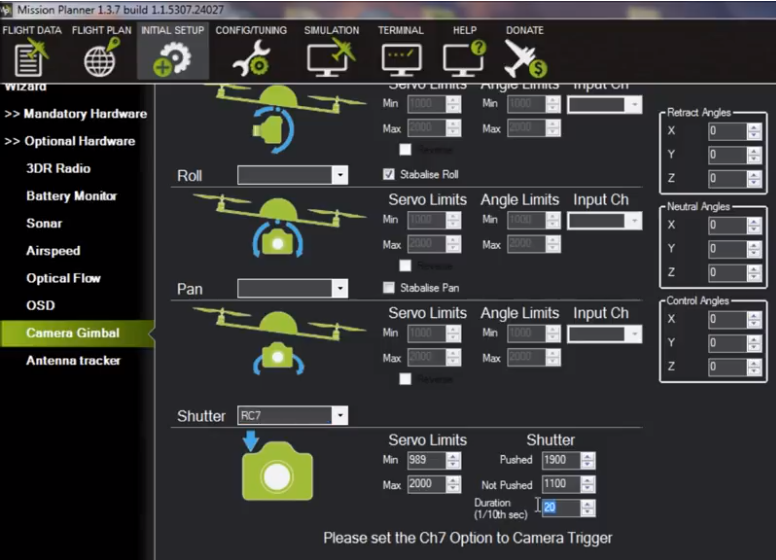 Mission Planner 1.3.7 build 1.1.5307.24027
FLIGHT DATA FLIGHT PLAN INITIAL SETUP CONFIG/TUNING SIMULATION TERMINAL HELP DONATE
Wizard
>> Mandatory Hardware
>> Optional Hardware
3DR Radio
Battery Monitor
Sonar
Airspeed
Optical Flow
OSD
Camera Gimbal
Antenna tracker
Servo Limits Angle Limits Input Ch
Min 1000 Min 1000
Max 2000 Max 2000
Reverse
Roll Stabalise Roll
Servo Limits Angle Limits Input Ch
Min 1000 Min 1000
Max 2000 Max 2000
Reverse
Pan Stabalise Pan
Servo Limits Angle Limits Input Ch
Min 1000 Min 1000
Max 2000 Max 2000
Reverse
Shutter RC7
Servo Limits Shutter
Min 989 Pushed 1900
Max 2000 Not Pushed 1100
Duration
(1/10th sec) 20
Please set the Ch7 Option to Camera Trigger
Retract Angles
X 0
Y 0
Z 0
Neutral Angles
X 0
Y 0
Z 0
Control Angles
X 0
Y 0
Z 0